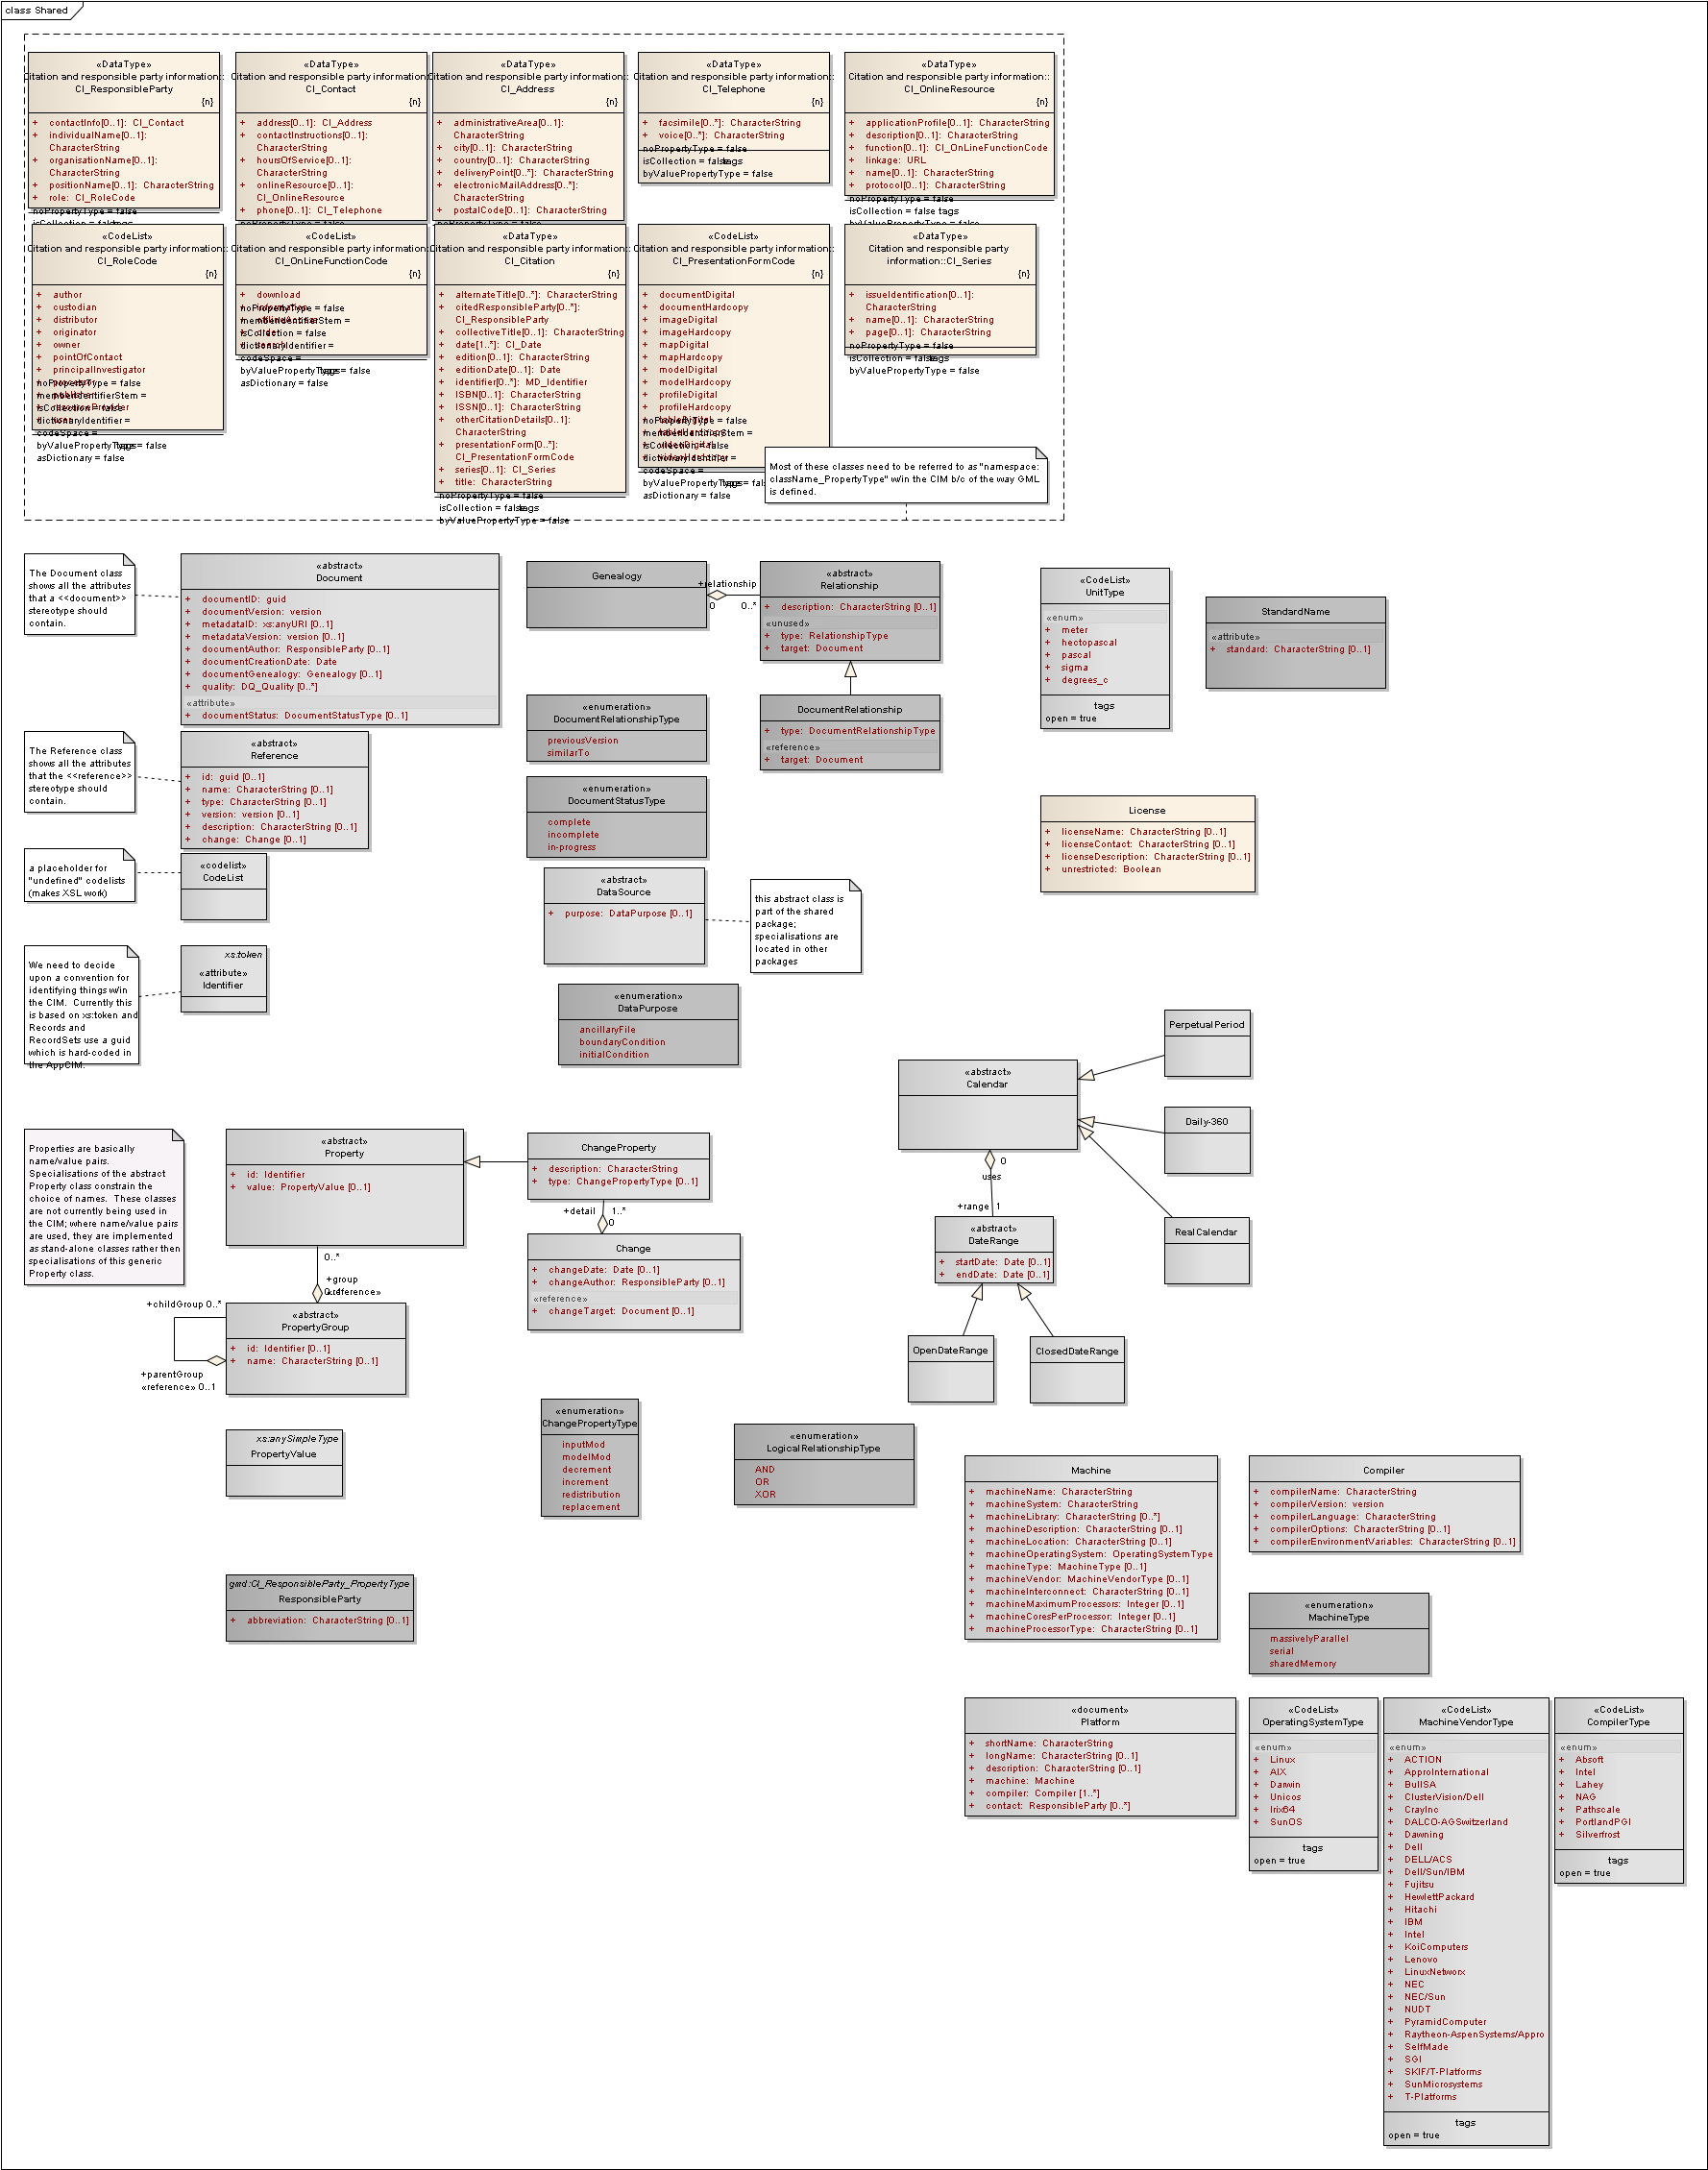 class Shared
«DataType»
Citation and responsible party information::
CI_ResponsibleParty
{n}
+ contactInfo[0..1]: CI_Contact
+ individualName[0..1]:
CharacterString
+ organisationName[0..1]:
CharacterString
+ positionName[0..1]: CharacterString
+ role: CI_RoleCode
noPropertyType = false
isCollection = false
«DataType»
Citation and responsible party information::
CI_Contact
{n}
+ address[0..1]: CI_Address
+ contactInstructions[0..1]:
CharacterString
+ hoursOfService[0..1]:
CharacterString
+ onlineResource[0..1]:
CI_OnlineResource
+ phone[0..1]: CI_Telephone
«DataType»
Citation and responsible party information::
CI_Address
{n}
+ administrativeArea[0..1]:
CharacterString
+ city[0..1]: CharacterString
+ country[0..1]: CharacterString
+ deliveryPoint[0..*]: CharacterString
+ electronicMailAddress[0..*]:
CharacterString
+ postalCode[0..1]: CharacterString
«DataType»
Citation and responsible party information::
CI_Telephone
{n}
+ facsimile[0..*]: CharacterString
+ voice[0..*]: CharacterString
noPropertyType = false
isCollection = false tags
byValuePropertyType = false
«DataType»
Citation and responsible party information::
CI_OnlineResource
{n}
+ applicationProfile[0..1]: CharacterString
+ description[0..1]: CharacterString
+ function[0..1]: CI_OnLineFunctionCode
+ linkage: URL
+ name[0..1]: CharacterString
+ protocol[0..1]: CharacterString
noPropertyType = false
isCollection = false tags
byValuePropertyType = false
«CodeList»
Citation and responsible party information::
CI_RoleCode
{n}
+ author
+ custodian
+ distributor
+ originator
+ owner
+ pointOfContact
+ principalInvestigator
noPropertyType = false
memberIdentifierStem =
isCollection = false
dictionaryIdentifier =
codeSpace =
byValuePropertyType = false
asDictionary = false
«CodeList»
Citation and responsible party information::
CI_OnLineFunctionCode
{n}
+ download
noPropertyType = false
memberIdentifierStem =
isCollection = false
dictionaryIdentifier =
codeSpace =
byValuePropertyType = false
asDictionary = false
«DataType»
Citation and responsible party information::
CI_Citation
{n}
+ alternateTitle[0..*]: CharacterString
+ citedResponsibleParty[0..*]:
CI_ResponsibleParty
+ collectiveTitle[0..1]: CharacterString
+ date[1..*]: CI_Date
+ edition[0..1]: CharacterString
+ editionDate[0..1]: Date
+ identifier[0..*]: MD_Identifier
+ ISBN[0..1]: CharacterString
+ ISSN[0..1]: CharacterString
+ otherCitationDetails[0..1]:
CharacterString
+ presentationForm[0..*]:
CI_PresentationFormCode
+ series[0..1]: CI_Series
+ title: CharacterString
noPropertyType = false
isCollection = false tags
byValuePropertyType = false
«CodeList»
Citation and responsible party information::
CI_PresentationFormCode
{n}
+ documentDigital
+ documentHardcopy
+ imageDigital
+ imageHardcopy
+ mapDigital
+ mapHardcopy
+ modelDigital
+ modelHardcopy
+ profileDigital
+ profileHardcopy
noPropertyType = false
memberIdentifierStem =
isCollection = false
dictionaryIdentifier =
codeSpace =
asDictionary = false
«DataType»
Citation and responsible party
information::CI_Series
{n}
+ issueIdentification[0..1]:
CharacterString
+ name[0..1]: CharacterString
+ page[0..1]: CharacterString
noPropertyType = false
isCollection = false tags
byValuePropertyType = false
Most of these classes need to be referred to as "namespace:
className_PropertyType" w/in the CIM b/c of the way GML
is defined.
The Document class
shows all the attributes
that a <<document>>
stereotype should
contain.
«abstract»
Document
+ documentID: guid
+ documentVersion: version
+ metadataID: xs:anyURI [0..1]
+ metadataVersion: version [0..1]
+ documentAuthor: ResponsibleParty [0..1]
+ documentCreationDate: Date
+ documentGenealogy: Genealogy [0..1]
+ quality: DQ_Quality [0..*]
«attribute»
+ documentStatus: DocumentStatusType [0..1]
Genealogy
+relationship
0 0..*
«abstract»
Relationship
+ description: CharacterString [0..1]
«unused»
+ type: RelationshipType
+ target: Document
«CodeList»
UnitType
«enum»
+ meter
+ hectopascal
+ pascal
+ sigma
+ degrees_c
tags
open = true
StandardName
«attribute»
+ standard: CharacterString [0..1]
«enumeration»
DocumentRelationshipType
previousVersion
similarTo
DocumentRelationship
+ type: DocumentRelationshipType
«reference»
+ target: Document
The Reference class
shows all the attributes
that the <<reference>>
stereotype should
contain.
«abstract»
Reference
+ id: guid [0..1]
+ name: CharacterString [0..1]
+ type: CharacterString [0..1]
+ version: version [0..1]
+ description: CharacterString [0..1]
+ change: Change [0..1]
«enumeration»
DocumentStatusType
complete
incomplete
in-progress
License
+ licenseName: CharacterString [0..1]
+ licenseContact: CharacterString [0..1]
+ licenseDescription: CharacterString [0..1]
+ unrestricted: Boolean
a placeholder for
"undefined" codelists
(makes XSL work)
«codelist»
CodeList
«abstract»
DataSource
+ purpose: DataPurpose [0..1]
this abstract class is
part of the shared
package;
specialisations are
located in other
packages
We need to decide
upon a convention for
identifying things w/in
the CIM. Currently this
is based on xs:token and
Records and
RecordSets use a guid
which is hard-coded in
the AppCIM.
xs:token
«attribute»
Identifier
«enumeration»
DataPurpose
ancillaryFile
boundaryCondition
initialCondition
PerpetualPeriod
«abstract»
Calendar
Daily-360
RealCalendar
0
uses
+range 1
«abstract»
DateRange
+ startDate: Date [0..1]
+ endDate: Date [0..1]
OpenDateRange
ClosedDateRange
Properties are basically
name/value pairs.
Specialisations of the abstract
Property class constrain the
choice of names. These classes
are not currently being used in
the CIM; where name/value pairs
are used, they are implemented
as stand-alone classes rather then
specialisations of this generic
Property class.
«abstract»
Property
+ id: Identifier
+ value: PropertyValue [0..1]
ChangeProperty
+ description: CharacterString
+ type: ChangePropertyType [0..1]
+detail 1..*
0
Change
+ changeDate: Date [0..1]
+ changeAuthor: ResponsibleParty [0..1]
«reference»
+ changeTarget: Document [0..1]
0..*
+group
«reference»
+childGroup 0..*
«abstract»
PropertyGroup
+ id: Identifier [0..1]
+ name: CharacterString [0..1]
+parentGroup
«reference» 0..1
xs:anySimpleType
PropertyValue
«enumeration»
ChangePropertyType
inputMod
modelMod
decrement
increment
redistribution
replacement
«enumeration»
LogicalRelationshipType
AND
OR
XOR
Machine
+ machineName: CharacterString
+ machineSystem: CharacterString
+ machineLibrary: CharacterString [0..*]
+ machineDescription: CharacterString [0..1]
+ machineLocation: CharacterString [0..1]
+ machineOperatingSystem: OperatingSystemType
+ machineType: MachineType [0..1]
+ machineVendor: MachineVendorType [0..1]
+ machineInterconnect: CharacterString [0..1]
+ machineMaximumProcessors: Integer [0..1]
+ machineCoresPerProcessor: Integer [0..1]
+ machineProcessorType: CharacterString [0..1]
Compiler
+ compilerName: CharacterString
+ compilerVersion: version
+ compilerLanguage: CharacterString
+ compilerOptions: CharacterString [0..1]
+ compilerEnvironmentVariables: CharacterString [0..1]
gmd:CI_ResponsibleParty_PropertyType
ResponsibleParty
+ abbreviation: CharacterString [0..1]
«enumeration»
MachineType
massivelyParallel
serial
sharedMemory
«document»
Platform
+ shortName: CharacterString
+ longName: CharacterString [0..1]
+ description: CharacterString [0..1]
+ machine: Machine
+ compiler: Compiler [1..*]
+ contact: ResponsibleParty [0..*]
«CodeList»
OperatingSystemType
«enum»
+ Linux
+ AIX
+ Darwin
+ Unicos
+ Irix64
+ SunOS
tags
open = true
«CodeList»
MachineVendorType
«enum»
+ ACTION
+ ApproInternational
+ BullSA
+ ClusterVision/Dell
+ CrayInc
+ DALCO-AGSwitzerland
+ Dawning
+ Dell
+ DELL/ACS
+ Dell/Sun/IBM
+ Fujitsu
+ HewlettPackard
+ Hitachi
+ IBM
+ Intel
+ KoiComputers
+ Lenovo
+ LinuxNetworx
+ NEC
+ NEC/Sun
+ NUDT
+ PyramidComputer
+ Raytheon-AspenSystems/Appro
+ SelfMade
+ SGI
+ SKIF/T-Platforms
+ SunMicrosystems
+ T-Platforms
tags
open = true
«CodeList»
CompilerType
«enum»
+ Absoft
+ Intel
+ Lahey
+ NAG
+ Pathscale
+ PortlandPGI
+ Silverfrost
tags
open = true